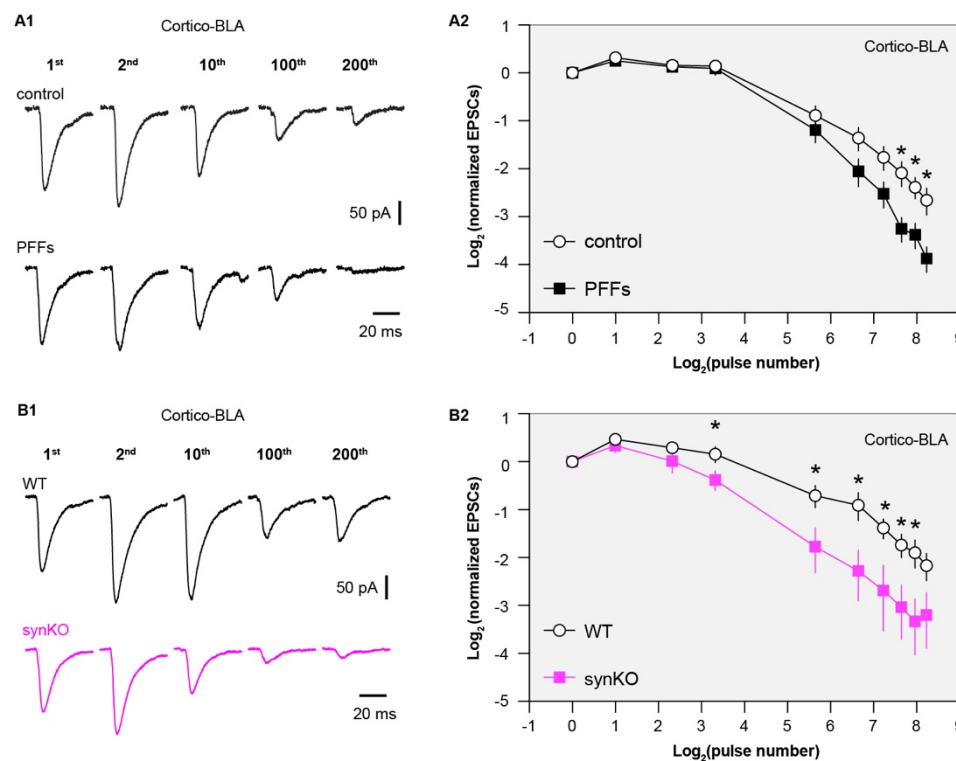 A1
Cortico-BLA
1st 2nd 10th 100th 200th
control
50 pA
PFFs
20 ms
A2
Cortico-BLA
1
0
-1
-2
-3
-4
-5
Log2(normalized EPSCs)
* * *
control
PFFs
-1 0 1 2 3 4 5 6 7 8 9
Log2(pulse number)
B1
Cortico-BLA
1st 2nd 10th 100th 200th
WT
50 pA
synKO
20 ms
B2
Cortico-BLA
1
0
-1
-2
-3
-4
-5
Log2(normalized EPSCs)
* * * * * *
WT
synKO
-1 0 1 2 3 4 5 6 7 8 9
Log2(pulse number)